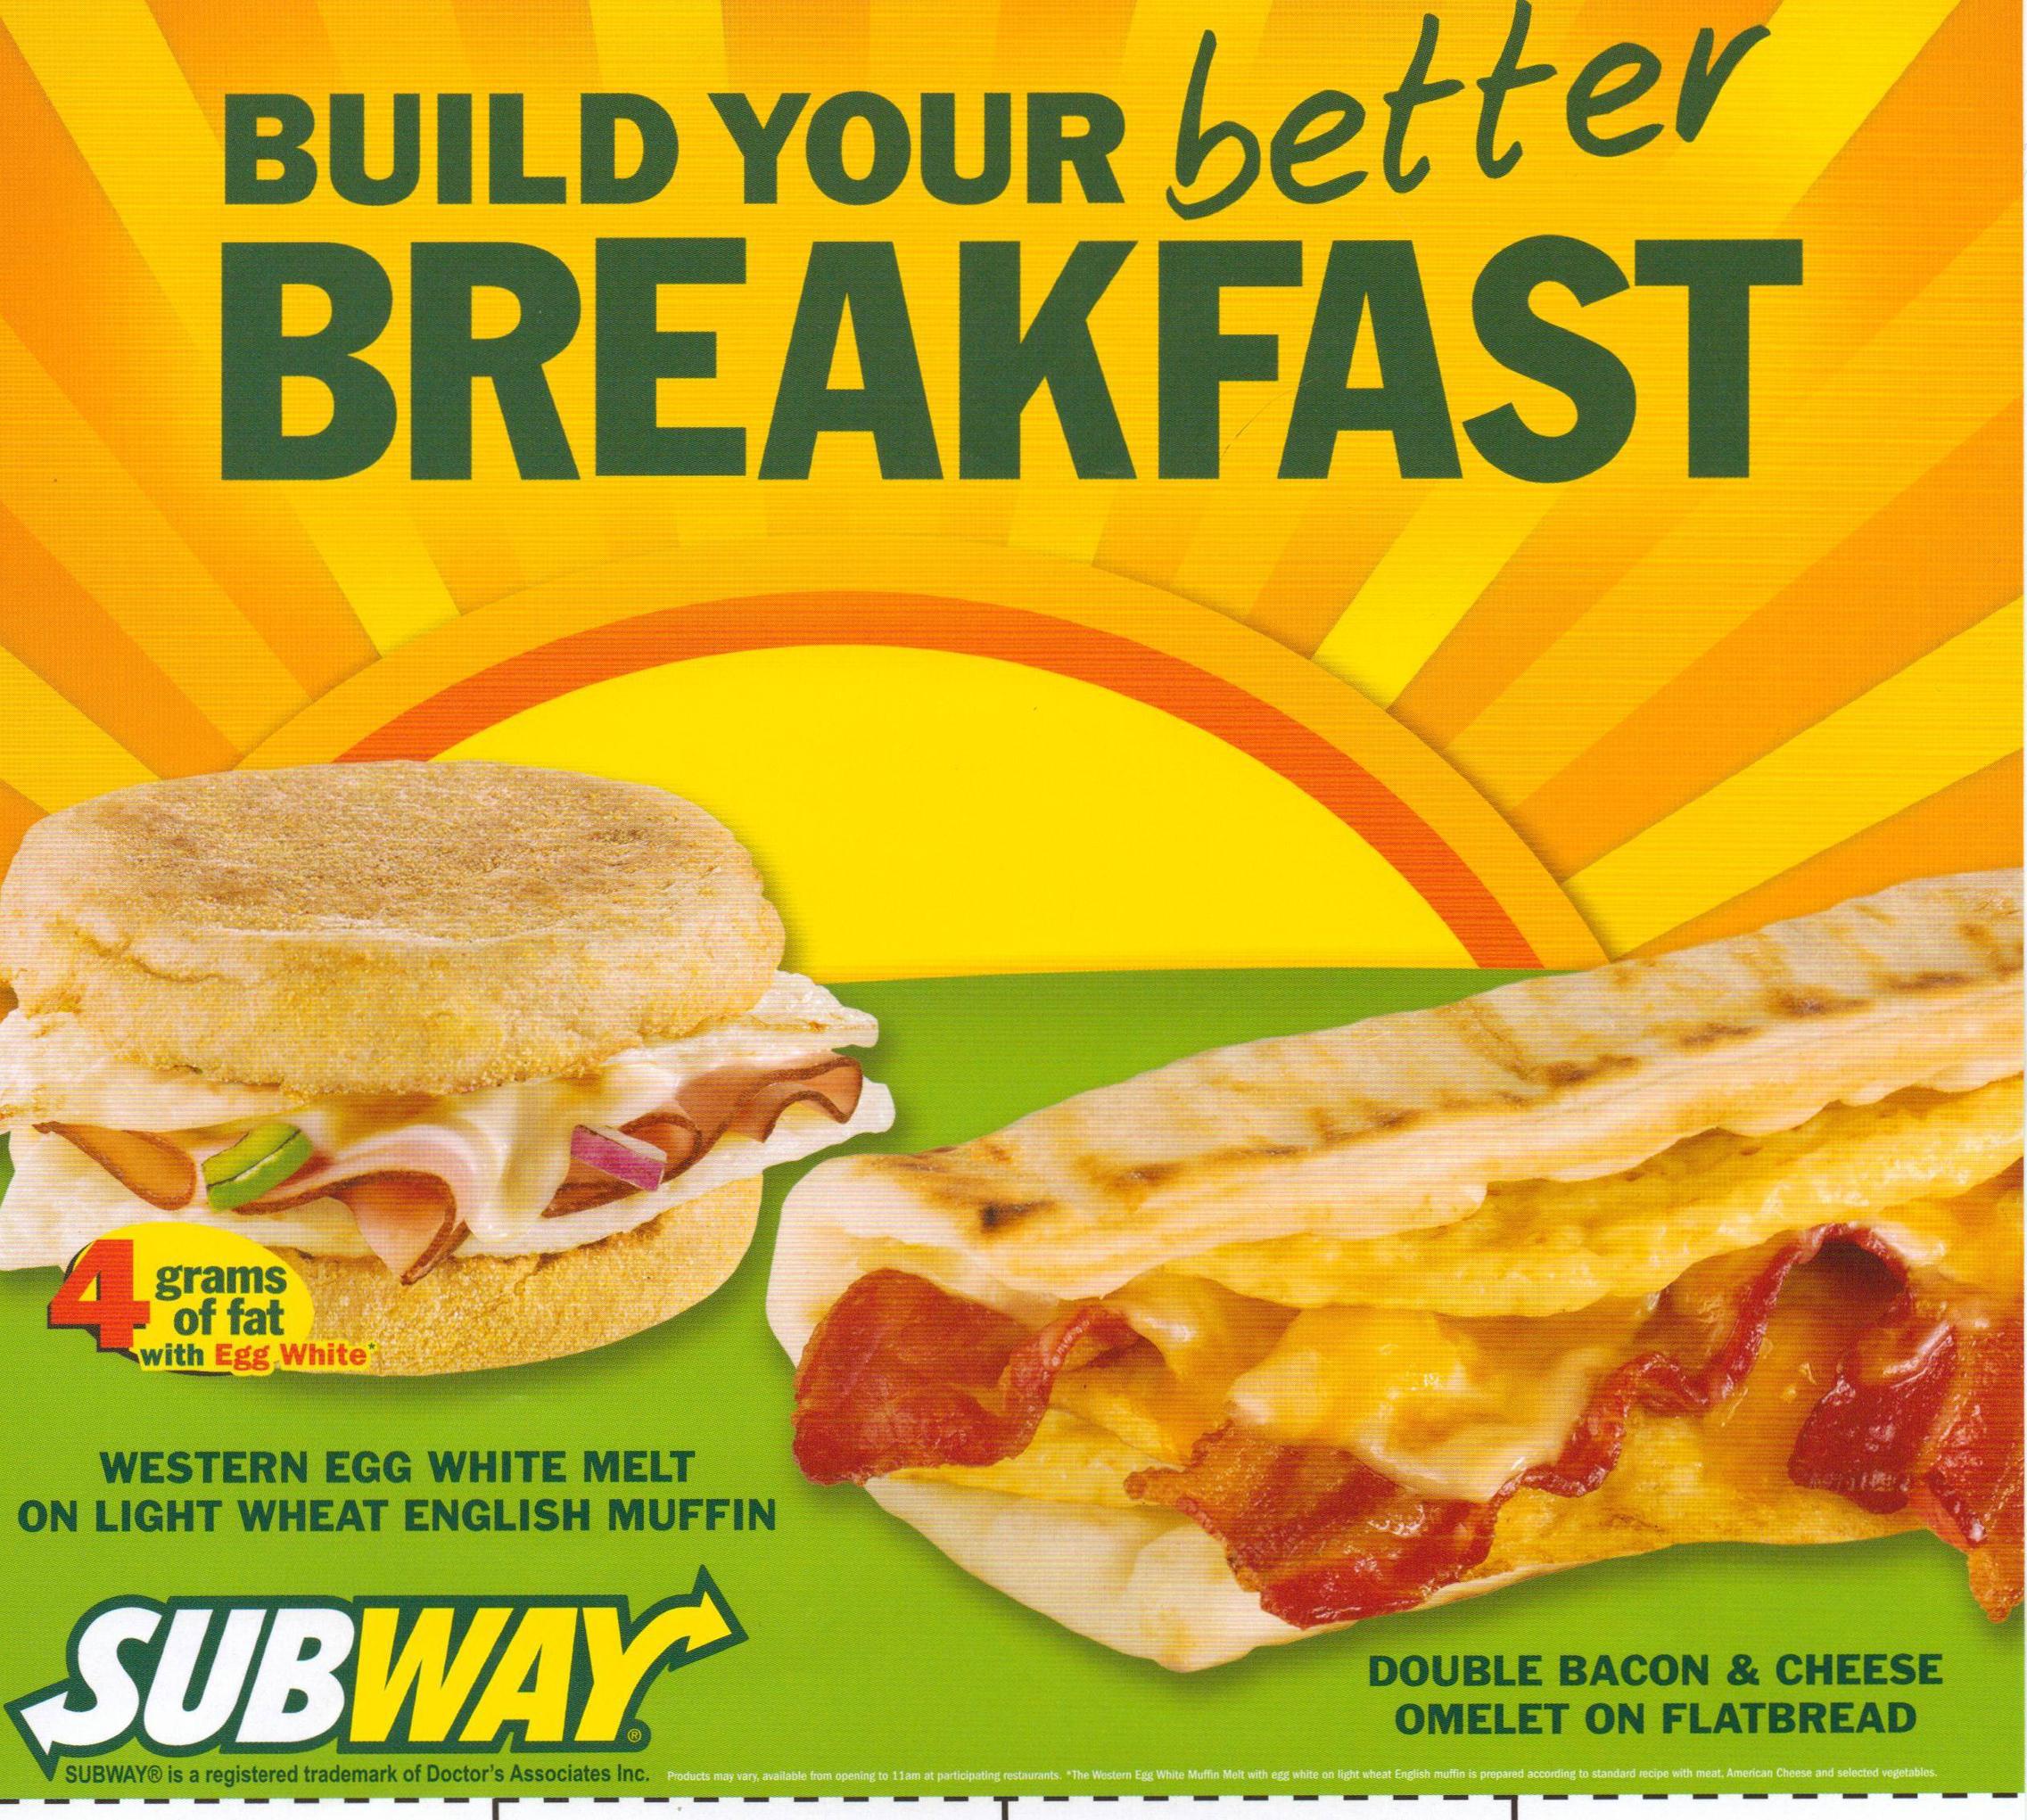 BUILD YOUR better
BREAKFAST
4 grams
of fat
with Egg White*
WESTERN EGG WHITE MELT
ON LIGHT WHEAT ENGLISH MUFFIN
SUBWAY®
DOUBLE BACON & CHEESE
OMELET ON FLATBREAD
SUBWAY® is a registered trademark of Doctor's Associates Inc. Products may vary, available from opening to 11am at participating restaurants. *The Western Egg White Muffin Melt with egg white on light wheat English muffin is prepared according to standard recipe with meat, American Cheese and selected vegetables.